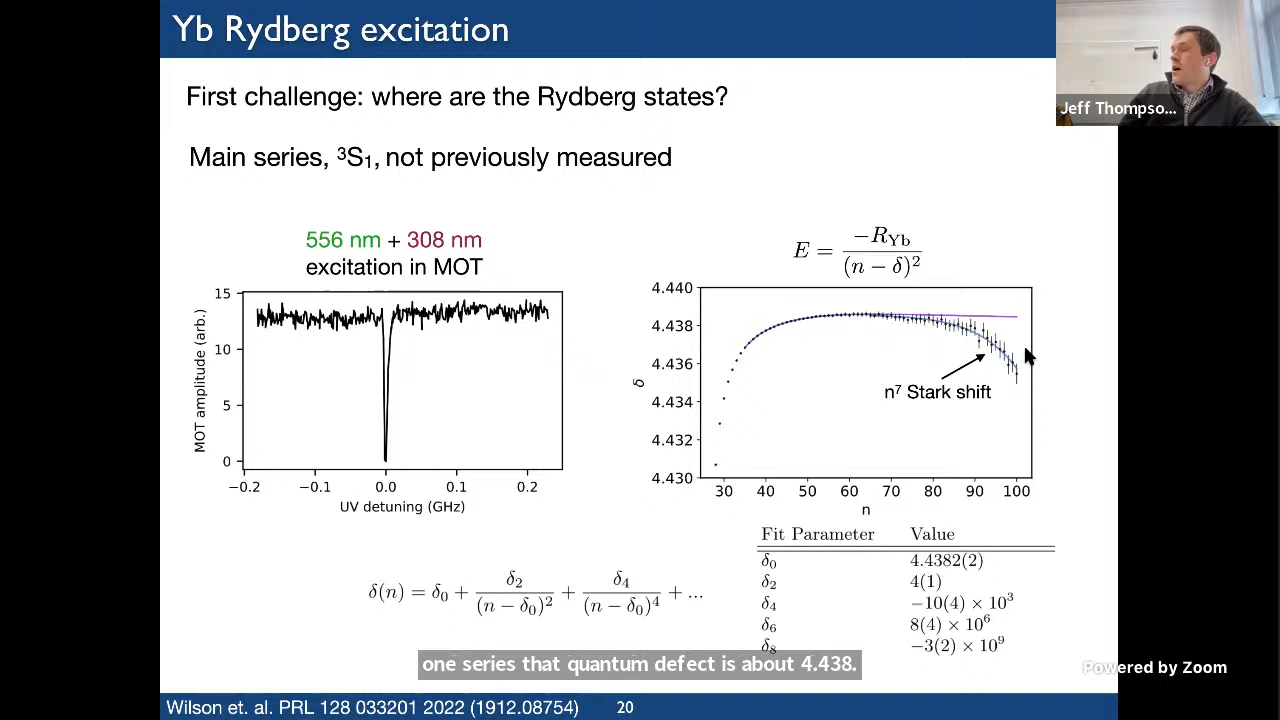 Yb Rydberg excitation
Jeff Thompso...
First challenge: where are the Rydberg states?
Main series, ³S₁, not previously measured
556 nm + 308 nm
excitation in MOT
E = −R_Yb / (n − δ)²
15
10
5
0
MOT amplitude (arb.)
−0.2 −0.1 0.0 0.1 0.2
UV detuning (GHz)
4.440
4.438
4.436
4.434
4.432
4.430
δ
n⁷ Stark shift
30 40 50 60 70 80 90 100
n
Fit Parameter Value
δ₀ 4.4382(2)
δ₂ 4(1)
δ₄ −10(4) × 10³
δ₆ 8(4) × 10⁶
δ₈ −3(2) × 10⁹
δ(n) = δ₀ + δ₂ / (n − δ₀)² + δ₄ / (n − δ₀)⁴ + ...
one series that quantum defect is about 4.438.
Powered by Zoom
Wilson et. al. PRL 128 033201 2022 (1912.08754) 20